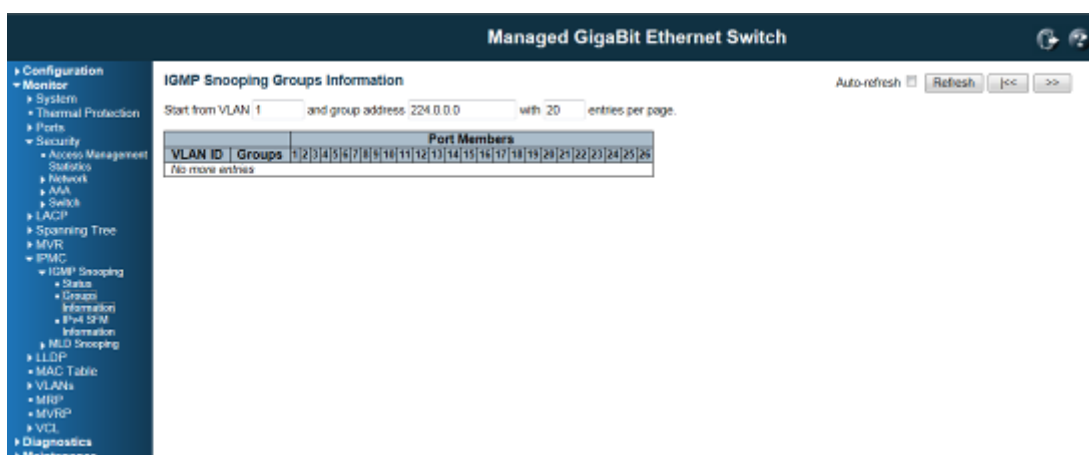 Managed GigaBit Ethernet Switch
Configuration
Monitor
System
Thermal Protection
Ports
Security
Access Management
Statistics
Network
AAA
Switch
LACP
Spanning Tree
MVR
IPMC
IGMP Snooping
Status
Groups
Information
IPv4 SFM
Information
MLD Snooping
LLDP
MAC Table
VLANs
MRP
MVRP
VCL
Diagnostics
Maintenance
IGMP Snooping Groups Information
Auto-refresh Refresh |<< >>
Start from VLAN 1 and group address 224.0.0.0 with 20 entries per page.
Port Members
VLAN ID Groups 1 2 3 4 5 6 7 8 9 10 11 12 13 14 15 16 17 18 19 20 21 22 23 24 25 26
No more entries